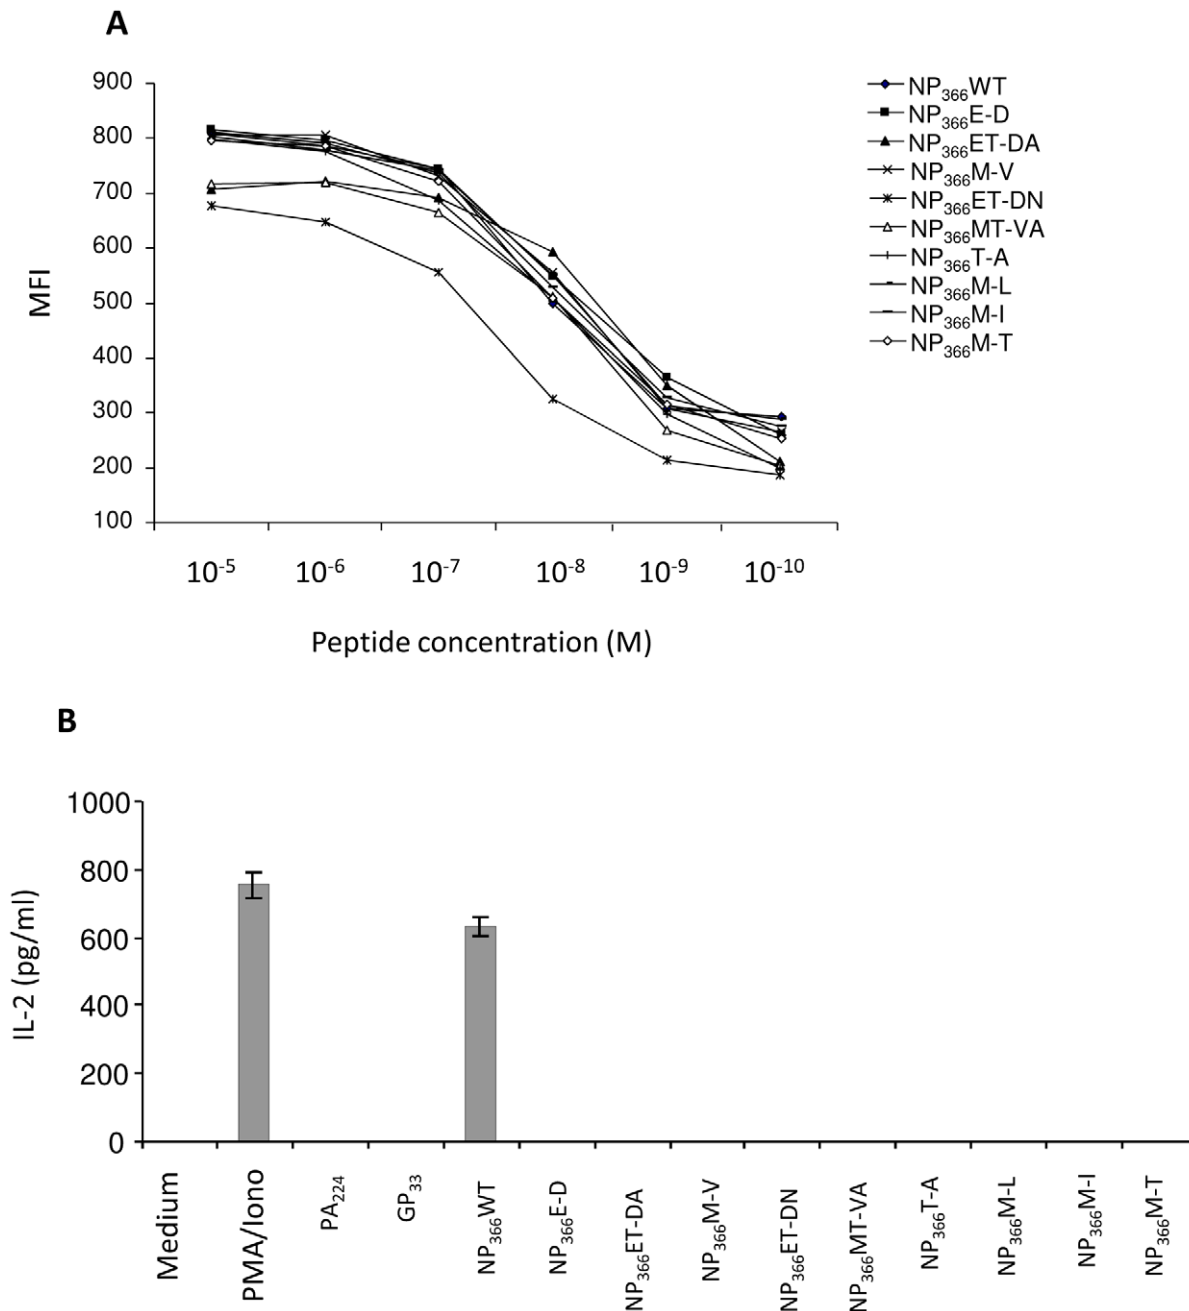 A
900
800
700
600
500
400
300
200
100
MFI
10-5 10-6 10-7 10-8 10-9 10-10
Peptide concentration (M)
NP366WT
NP366E-D
NP366ET-DA
NP366M-V
NP366ET-DN
NP366MT-VA
NP366T-A
NP366M-L
NP366M-I
NP366M-T
B
1000
800
600
400
200
0
IL-2 (pg/ml)
Medium
PMA/Iono
PA224
GP33
NP366WT
NP366E-D
NP366ET-DA
NP366M-V
NP366ET-DN
NP366MT-VA
NP366T-A
NP366M-L
NP366M-I
NP366M-T